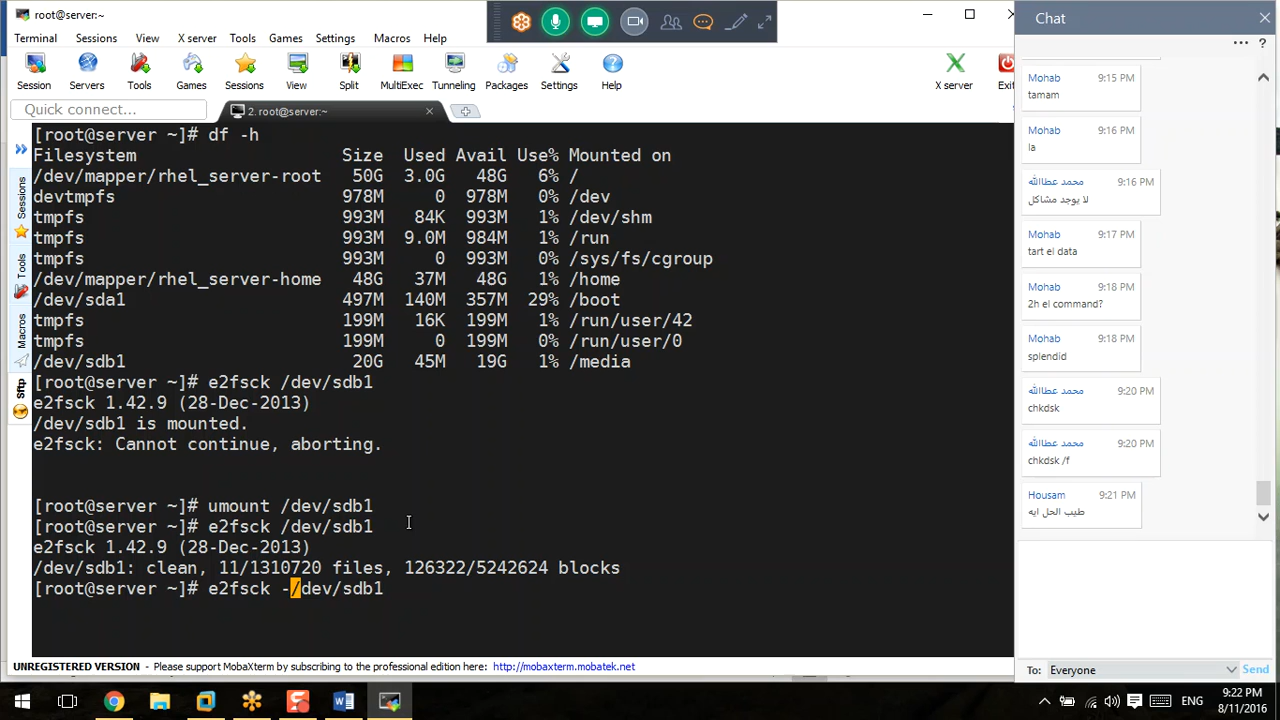 root@server:~
Terminal Sessions View X server Tools Games Settings Macros Help
Session Servers Tools Games Sessions View Split MultiExec Tunneling Packages Settings Help X server Exit
Quick connect...
2. root@server:~
Sessions
Tools
Macros
Sftp
[root@server ~]# df -h
Filesystem Size Used Avail Use% Mounted on
/dev/mapper/rhel_server-root 50G 3.0G 48G 6% /
devtmpfs 978M 0 978M 0% /dev
tmpfs 993M 84K 993M 1% /dev/shm
tmpfs 993M 9.0M 984M 1% /run
tmpfs 993M 0 993M 0% /sys/fs/cgroup
/dev/mapper/rhel_server-home 48G 37M 48G 1% /home
/dev/sda1 497M 140M 357M 29% /boot
tmpfs 199M 16K 199M 1% /run/user/42
tmpfs 199M 0 199M 0% /run/user/0
/dev/sdb1 20G 45M 19G 1% /media
[root@server ~]# e2fsck /dev/sdb1
e2fsck 1.42.9 (28-Dec-2013)
/dev/sdb1 is mounted.
e2fsck: Cannot continue, aborting.
[root@server ~]# umount /dev/sdb1
[root@server ~]# e2fsck /dev/sdb1
e2fsck 1.42.9 (28-Dec-2013)
/dev/sdb1: clean, 11/1310720 files, 126322/5242624 blocks
[root@server ~]# e2fsck -/dev/sdb1
UNREGISTERED VERSION - Please support MobaXterm by subscribing to the professional edition here: http://mobaxterm.mobatek.net
Chat
... ?
Mohab 9:15 PM
tamam
Mohab 9:16 PM
la
محمد عطاالله 9:16 PM
لا يوجد مشاكل
Mohab 9:17 PM
tart el data
Mohab 9:18 PM
2h el command?
Mohab 9:18 PM
splendid
محمد عطاالله 9:20 PM
chkdsk
محمد عطاالله 9:20 PM
chkdsk /f
Housam 9:21 PM
طيب الحل ايه
To: Everyone Send
ENG
9:22 PM
8/11/2016